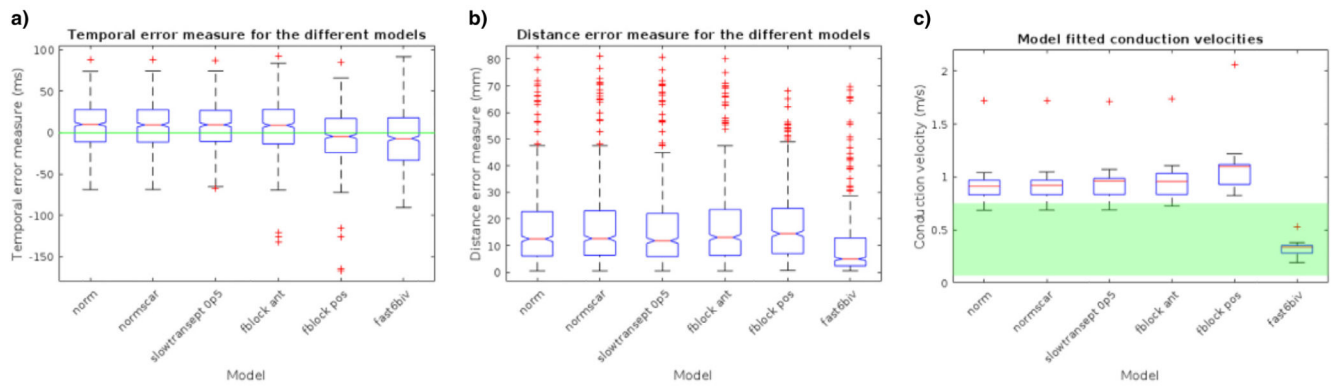 a)
Temporal error measure for the different models
Temporal error measure (ms)
100
50
0
-50
-100
-150
norm
normscar
slowtransept 0p5
fblock ant
fblock pos
fast6biv
Model
b)
Distance error measure for the different models
Distance error measure (mm)
80
70
60
50
40
30
20
10
0
norm
normscar
slowtransept 0p5
fblock ant
fblock pos
fast6biv
Model
c)
Model fitted conduction velocities
Conduction velocity (m/s)
2
1.5
1
0.5
0
norm
normscar
slowtransept 0p5
fblock ant
fblock pos
fast6biv
Model